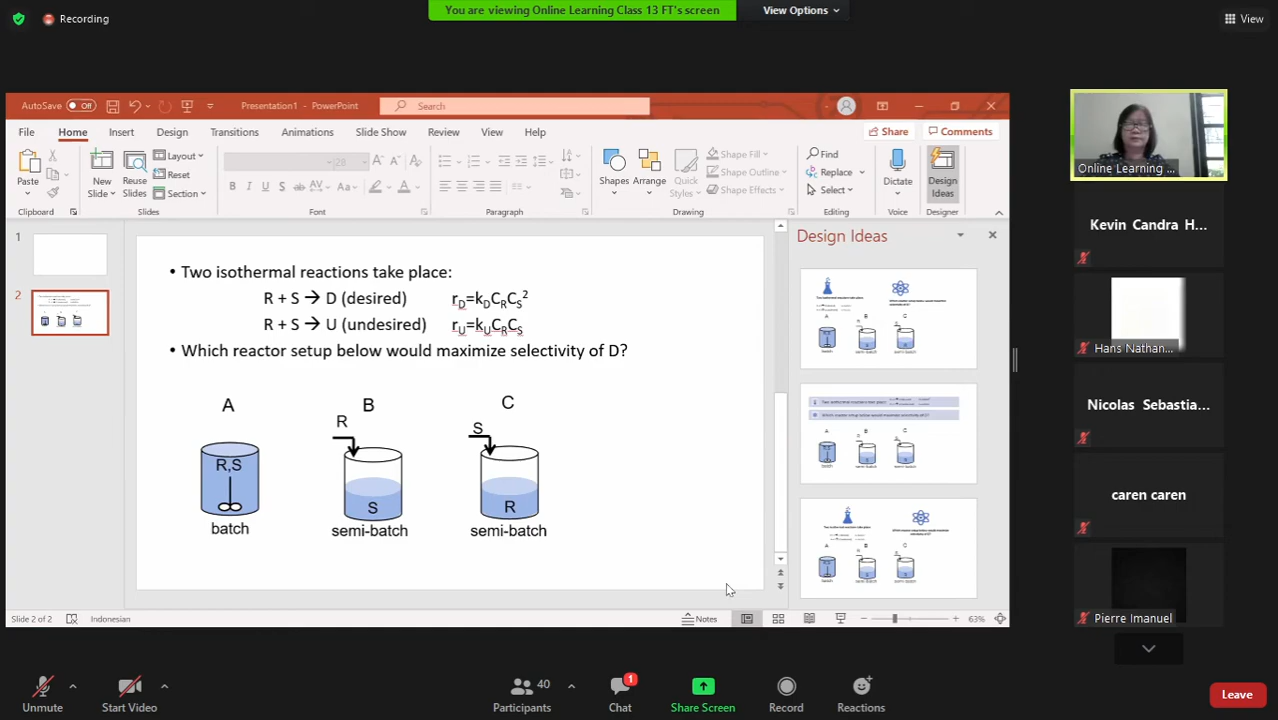 You are viewing Online Learning Class 13 FT's screen
View Options
Recording
View
AutoSave Off
Presentation1 - PowerPoint
Search
File Home Insert Design Transitions Animations Slide Show Review View Help
Share
Comments
Paste
New Slide
Reuse Slides
Layout
Reset
Section
28
Shapes
Arrange
Quick Styles
Shape Fill
Shape Outline
Shape Effects
Find
Replace
Select
Dictate
Design Ideas
Clipboard
Slides
Font
Paragraph
Drawing
Editing
Voice
Designer
1
2
• Two isothermal reactions take place:
R + S → D (desired) r_D=k_DC_RC_S^2
R + S → U (undesired) r_U=k_UC_RC_S
• Which reactor setup below would maximize selectivity of D?
A B C
R S
R,S S R
batch semi-batch semi-batch
Design Ideas
Slide 2 of 2
Indonesian
Notes
63%
Online Learning ...
Kevin Candra H...
Hans Nathan...
Nicolas Sebastia...
caren caren
Pierre Imanuel
Unmute
Start Video
Participants 40
Chat 1
Share Screen
Record
Reactions
Leave